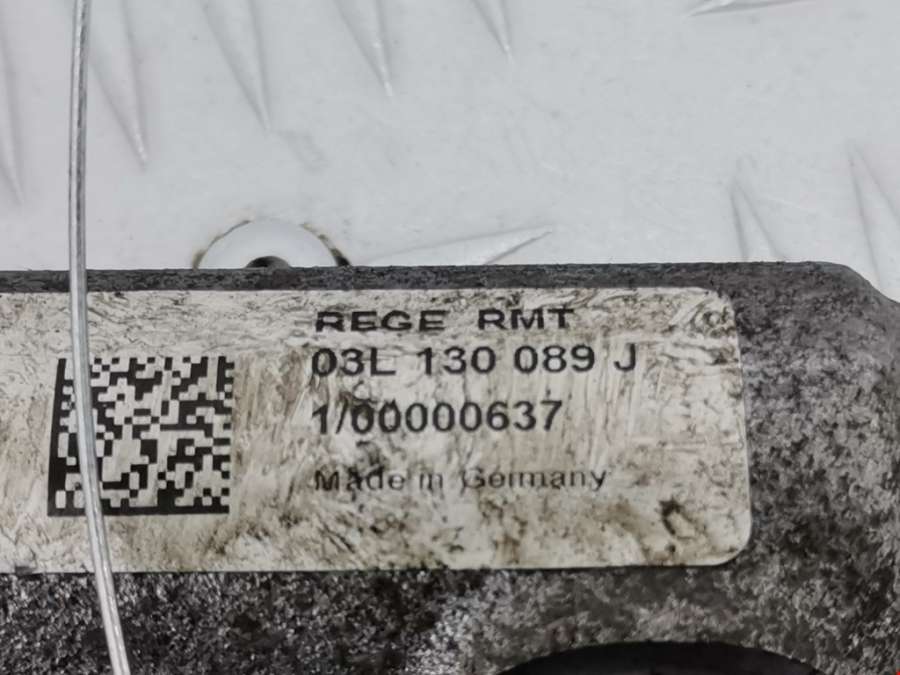 REGE RMT
03L 130 089 J
1/00000637
Made in Germany